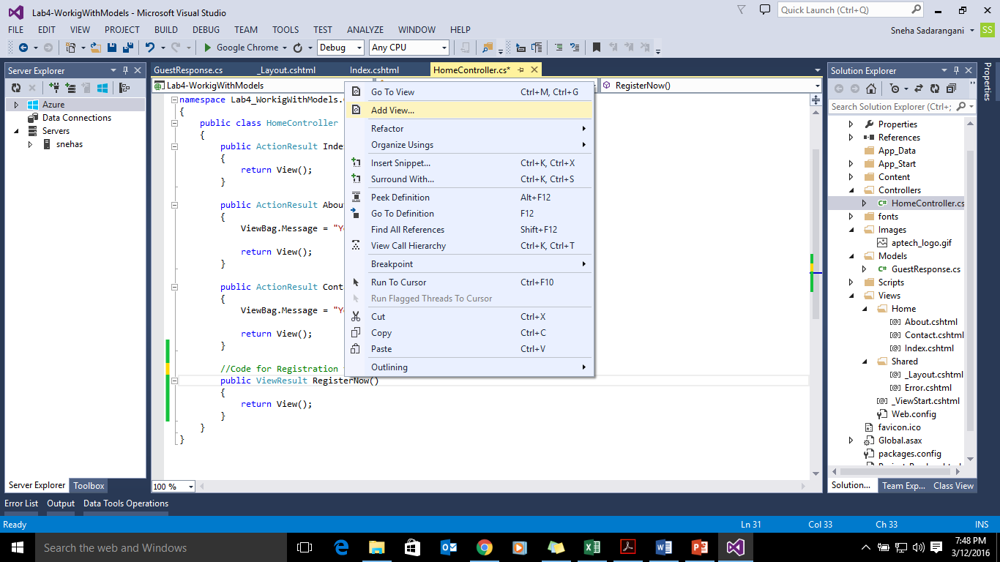 Lab4-WorkigWithModels - Microsoft Visual Studio
Quick Launch (Ctrl+Q)
FILE EDIT VIEW PROJECT BUILD DEBUG TEAM TOOLS TEST ANALYZE WINDOW HELP
Sneha Sadarangani SS
Google Chrome Debug Any CPU
Server Explorer
Azure
Data Connections
Servers
snehas
Server Explorer Toolbox
GuestResponse.cs _Layout.cshtml Index.cshtml HomeController.cs*
Lab4-WorkigWithModels RegisterNow()
namespace Lab4_WorkigWithModels.
{
public class HomeController
{
public ActionResult Inde
{
return View();
}
public ActionResult Abou
{
ViewBag.Message = "Yo
return View();
}
public ActionResult Cont
{
ViewBag.Message = "Yo
return View();
}
//Code for Registration
public ViewResult RegisterNow()
{
return View();
}
}
}
100 %
Go To View Ctrl+M, Ctrl+G
Add View...
Refactor
Organize Usings
Insert Snippet... Ctrl+K, Ctrl+X
Surround With... Ctrl+K, Ctrl+S
Peek Definition Alt+F12
Go To Definition F12
Find All References Shift+F12
View Call Hierarchy Ctrl+K, Ctrl+T
Breakpoint
Run To Cursor Ctrl+F10
Run Flagged Threads To Cursor
Cut Ctrl+X
Copy Ctrl+C
Paste Ctrl+V
Outlining
Solution Explorer
Search Solution Explorer (Ctrl+;
Properties
References
App_Data
App_Start
Content
Controllers
C# HomeController.cs
fonts
Images
aptech_logo.gif
Models
C# GuestResponse.cs
Scripts
Views
Home
[@] About.cshtml
[@] Contact.cshtml
[@] Index.cshtml
Shared
[@] _Layout.cshtml
[@] Error.cshtml
[@] _ViewStart.cshtml
Web.config
favicon.ico
Global.asax
packages.config
Solution... Team Exp... Class View
Properties
Error List Output Data Tools Operations
Ready Ln 31 Col 33 Ch 33 INS
Search the web and Windows
7:48 PM
3/12/2016